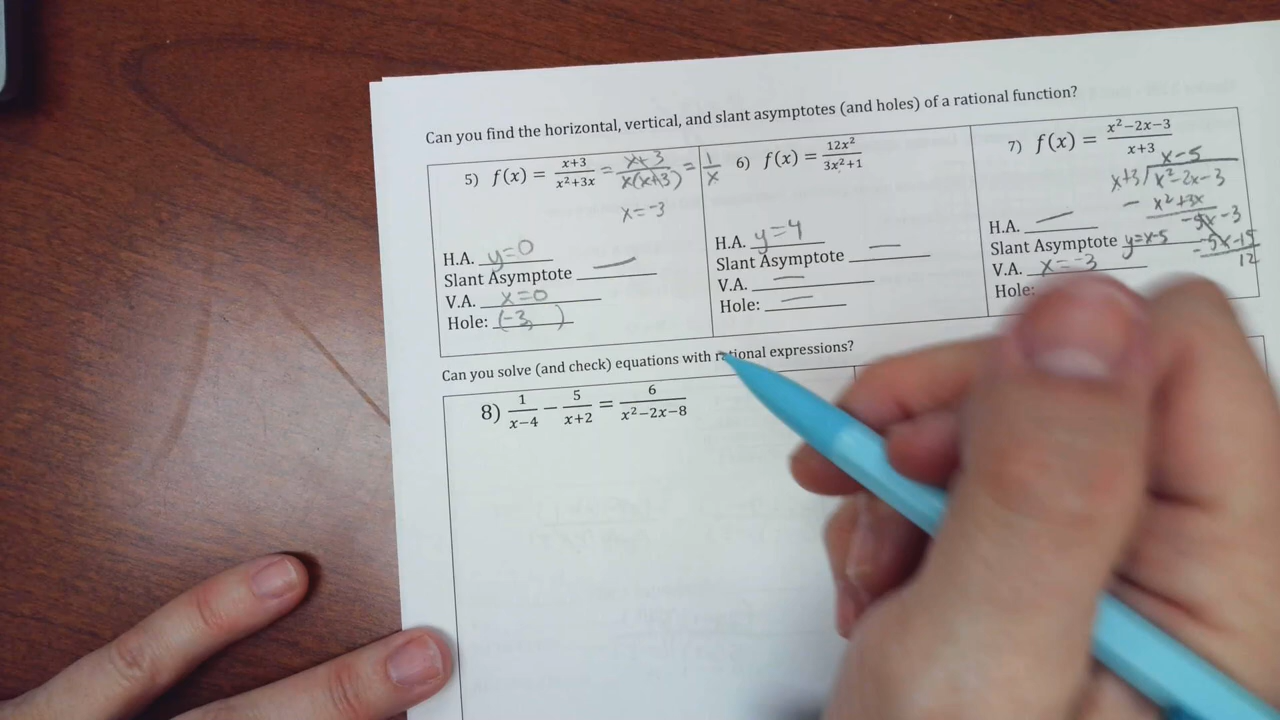 Can you find the horizontal, vertical, and slant asymptotes (and holes) of a rational function?
5) f(x) = (x+3)/(x²+3x) = (x+3)/(x(x+3)) = 1/x
x=-3
H.A. y=0
Slant Asymptote —
V.A. x=0
Hole: (-3, )
6) f(x) = 12x²/(3x²+1)
H.A. y=4
Slant Asymptote —
V.A. —
Hole: —
7) f(x) = (x²−2x−3)/(x+3)
x-5
x+3 x²-2x-3
- x²+3x
-5x-3
-5x-15
12
H.A. —
Slant Asymptote y=x-5
V.A. x=-3
Hole:
Can you solve (and check) equations with rational expressions?
8) 1/(x−4) − 5/(x+2) = 6/(x²−2x−8)